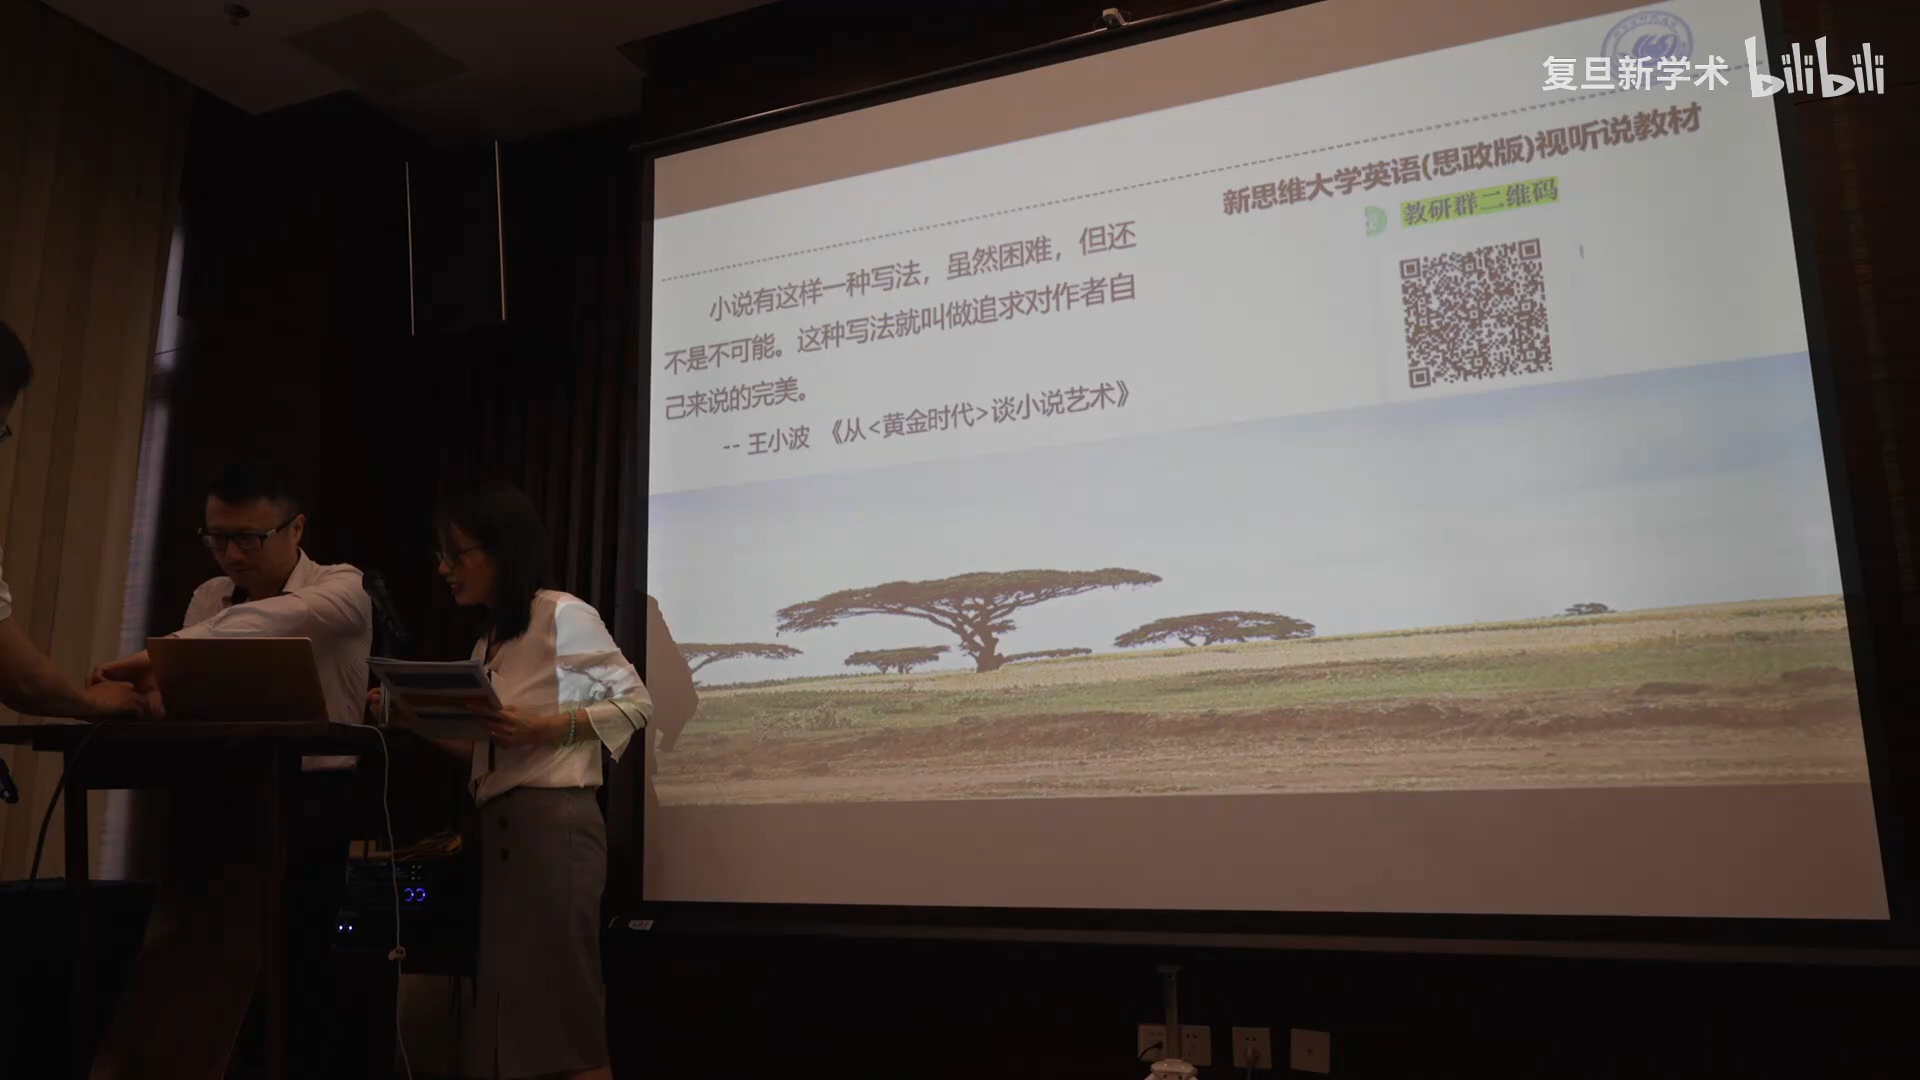 复旦新学术 bilibili
新思维大学英语(思政版)视听说教材
教研群二维码
小说有这样一种写法，虽然困难，但还
不是不可能。这种写法就叫做追求对作者自
己来说的完美。
-- 王小波 《从<黄金时代>谈小说艺术》